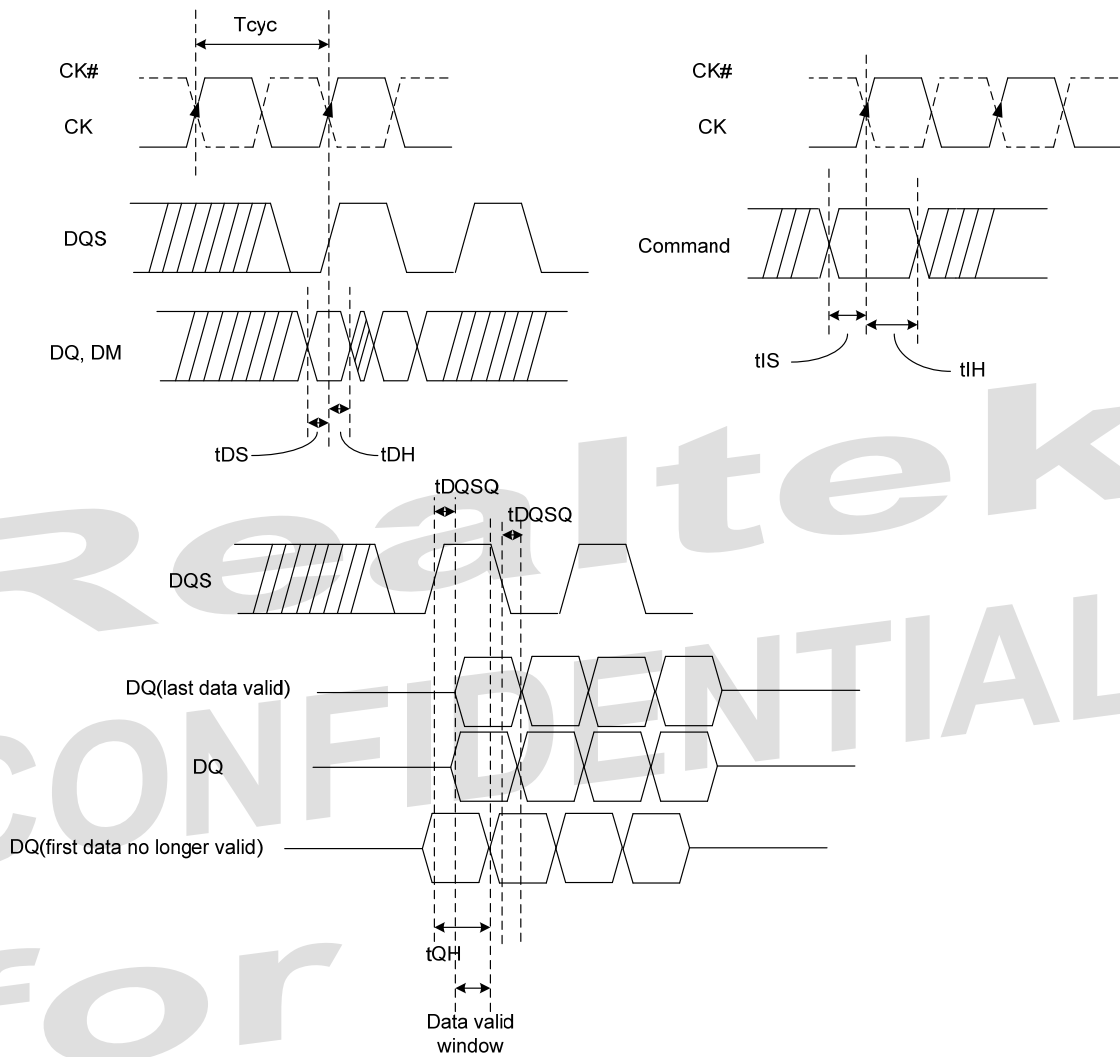 Tcyc
CK#
CK
DQS
DQ, DM
tDS
tDH
CK#
CK
Command
tIS
tIH
tDQSQ
tDQSQ
DQS
DQ(last data valid)
DQ
DQ(first data no longer valid)
tQH
Data valid
window
Realtek
CONFIDENTIAL
for